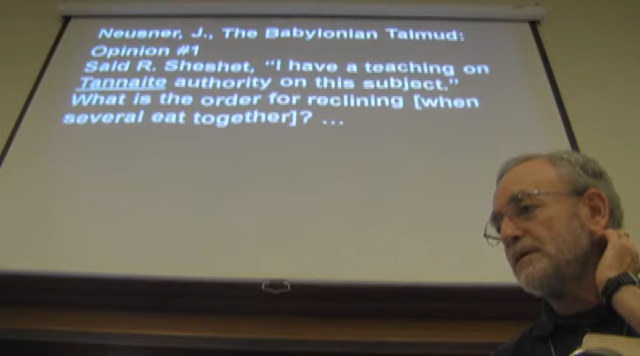 Neusner, J., The Babylonian Talmud:
Opinion #1
Said R. Sheshet, "I have a teaching on
Tannaite authority on this subject."
What is the order for reclining [when
several eat together]? ...